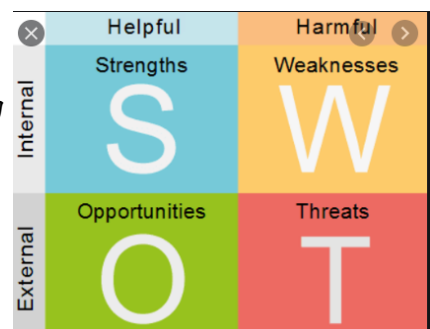 Helpful Harmful
Internal
Strengths Weaknesses
S W
External
Opportunities Threats
O T